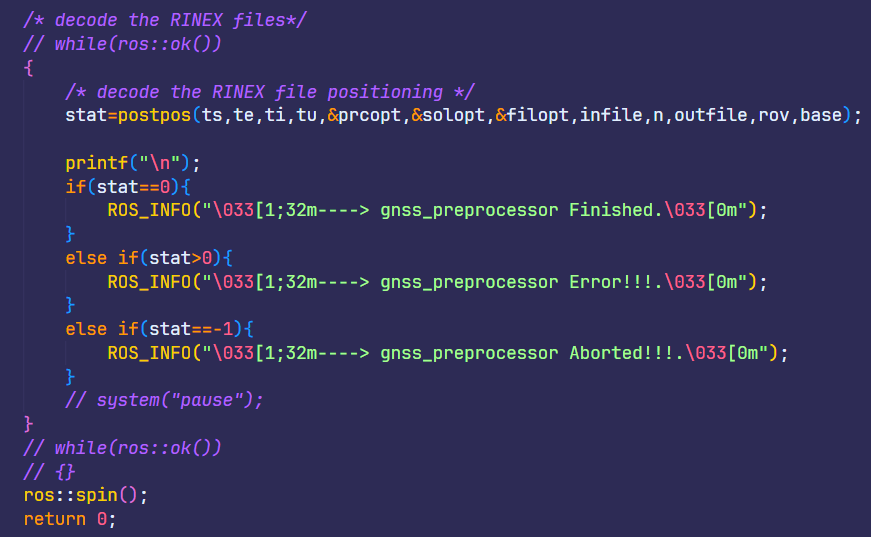 /* decode the RINEX files*/
// while(ros::ok())
{
    /* decode the RINEX file positioning */
    stat=postpos(ts,te,ti,tu,&prcopt,&solopt,&filopt,infile,n,outfile,rov,base);

    printf("\n");
    if(stat==0){
        ROS_INFO("\033[1;32m----> gnss_preprocessor Finished.\033[0m");
    }
    else if(stat>0){
        ROS_INFO("\033[1;32m----> gnss_preprocessor Error!!!.\033[0m");
    }
    else if(stat==-1){
        ROS_INFO("\033[1;32m----> gnss_preprocessor Aborted!!!.\033[0m");
    }
    // system("pause");
}
// while(ros::ok())
// {}
ros::spin();
return 0;